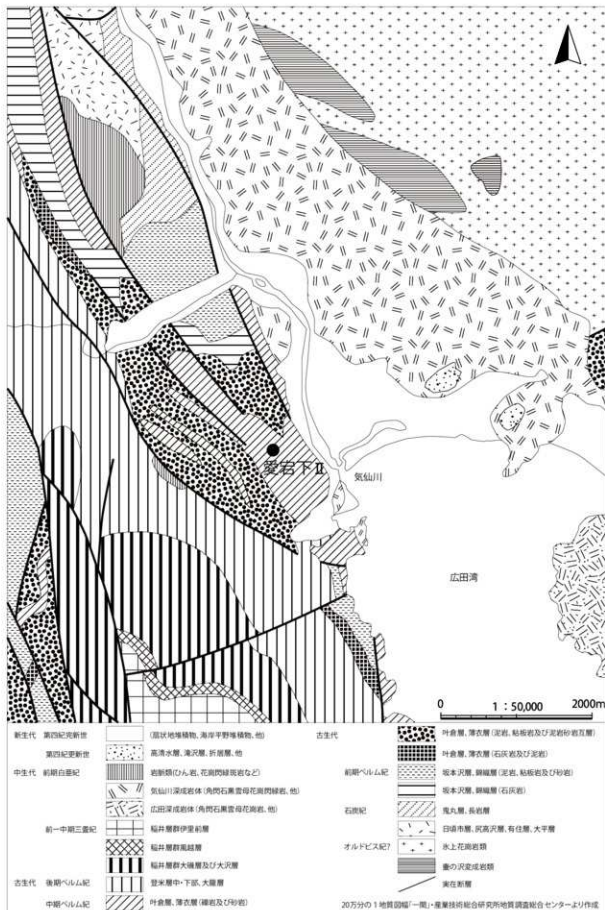 愛宕下Ⅱ
気仙川
広田湾
0 1:50,000 2000m
新生代 第四紀完新世 (扇状地堆積物、海岸平野堆積物、他)
第四紀更新世 高清水層、滝沢層、折居層、他
中生代 前期白亜紀 岩脈類(ひん岩、花崗閃緑斑岩など)
気仙川深成岩体(角閃石黒雲母花崗閃緑岩、他)
広田深成岩体(角閃石黒雲母花崗岩、他)
前ー中期三畳紀 稲井層群伊里前層
稲井層群風越層
稲井層群大磯層及び大沢層
古生代 後期ペルム紀 登米層中・下部、大籠層
中期ペルム紀 叶倉層、薄衣層(礫岩及び砂岩)
古生代 叶倉層、薄衣層(泥岩、粘板岩及び泥岩砂岩互層)
叶倉層、薄衣層(石灰岩及び泥岩)
前期ペルム紀 坂本沢層、錦織層(泥岩、粘板岩及び砂岩)
坂本沢層、錦織層(石灰岩)
石炭紀 鬼丸層、長岩層
日頃市層、尻高沢層、有住層、大平層
オルドビス紀? 氷上花崗岩類
壷の沢変成岩類
実在断層
20万分の1地質図幅「一関」・産業技術総合研究所地質調査総合センターより作成